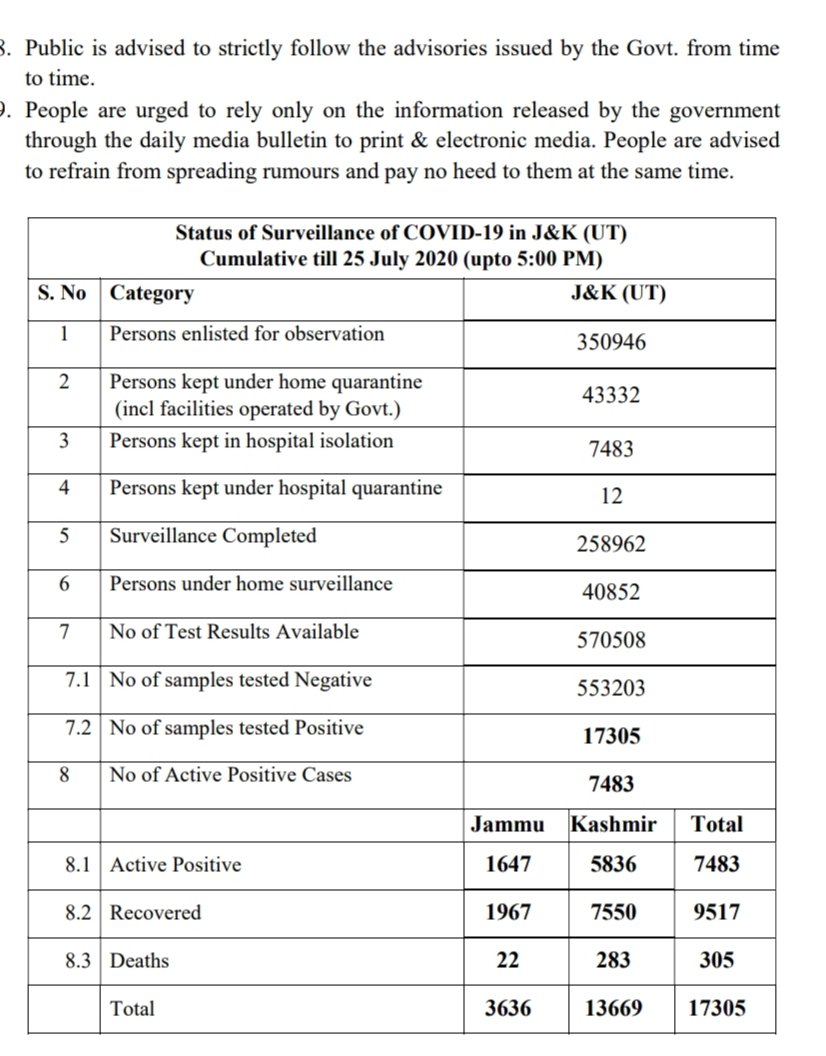 8. Public is advised to strictly follow the advisories issued by the Govt. from time
to time.
9. People are urged to rely only on the information released by the government
through the daily media bulletin to print & electronic media. People are advised
to refrain from spreading rumours and pay no heed to them at the same time.
Status of Surveillance of COVID-19 in J&K (UT)
Cumulative till 25 July 2020 (upto 5:00 PM)
S. No Category J&K (UT)
1 Persons enlisted for observation 350946
2 Persons kept under home quarantine
(incl facilities operated by Govt.) 43332
3 Persons kept in hospital isolation 7483
4 Persons kept under hospital quarantine 12
5 Surveillance Completed 258962
6 Persons under home surveillance 40852
7 No of Test Results Available 570508
7.1 No of samples tested Negative 553203
7.2 No of samples tested Positive 17305
8 No of Active Positive Cases 7483
Jammu Kashmir Total
8.1 Active Positive 1647 5836 7483
8.2 Recovered 1967 7550 9517
8.3 Deaths 22 283 305
Total 3636 13669 17305